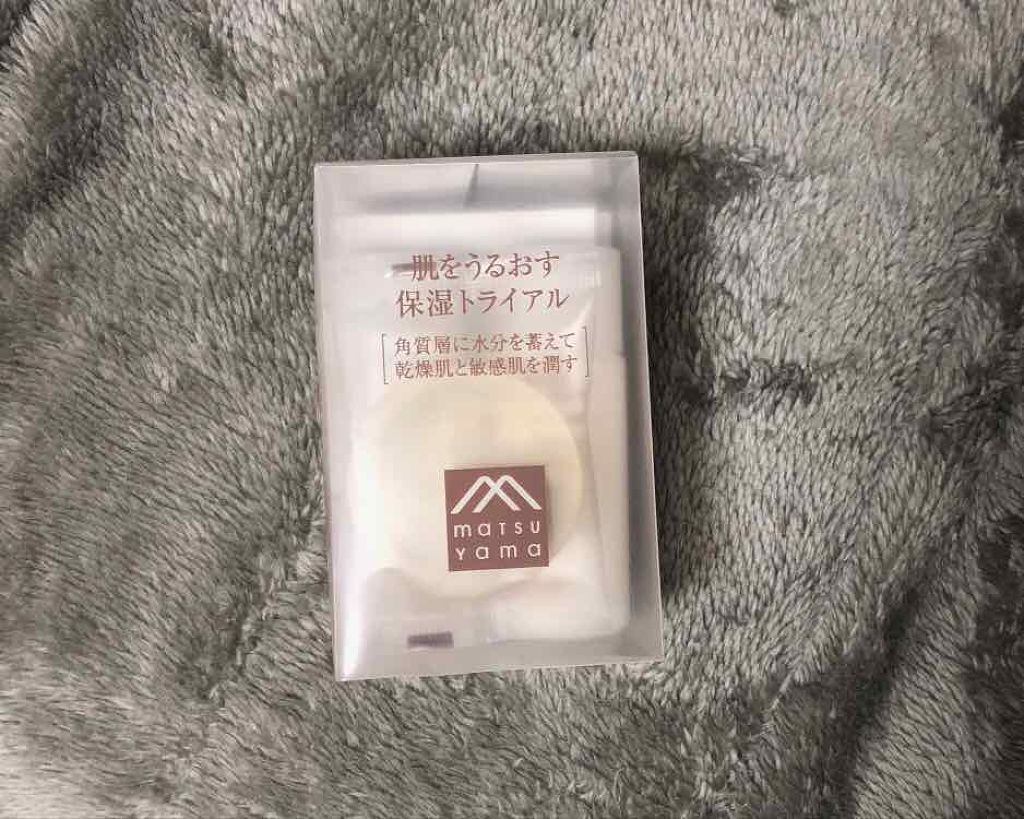 肌をうるおす
保湿トライアル
角質層に水分を蓄えて
乾燥肌と敏感肌を潤す
matsu
yama